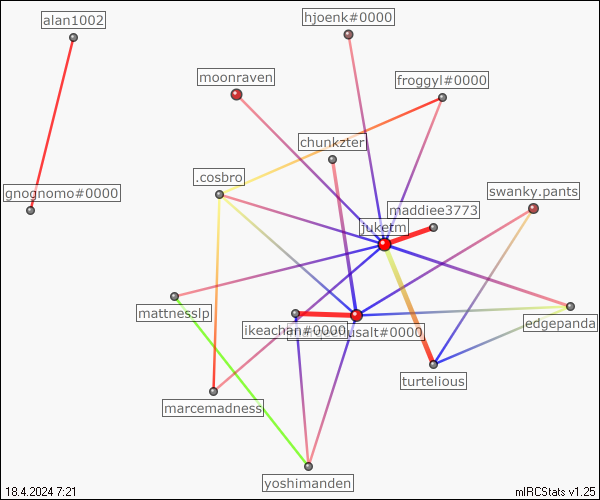 alan1002
hjoenk#0000
moonraven
froggyl#0000
chunkzter
.cosbro
gnognomo#0000
swanky.pants
maddiee3773
juketm
mattnesslp
ikeachan#0000
usalt#0000
edgepanda
turtelious
marcemadness
yoshimanden
18.4.2024 7:21
mIRCStats v1.25